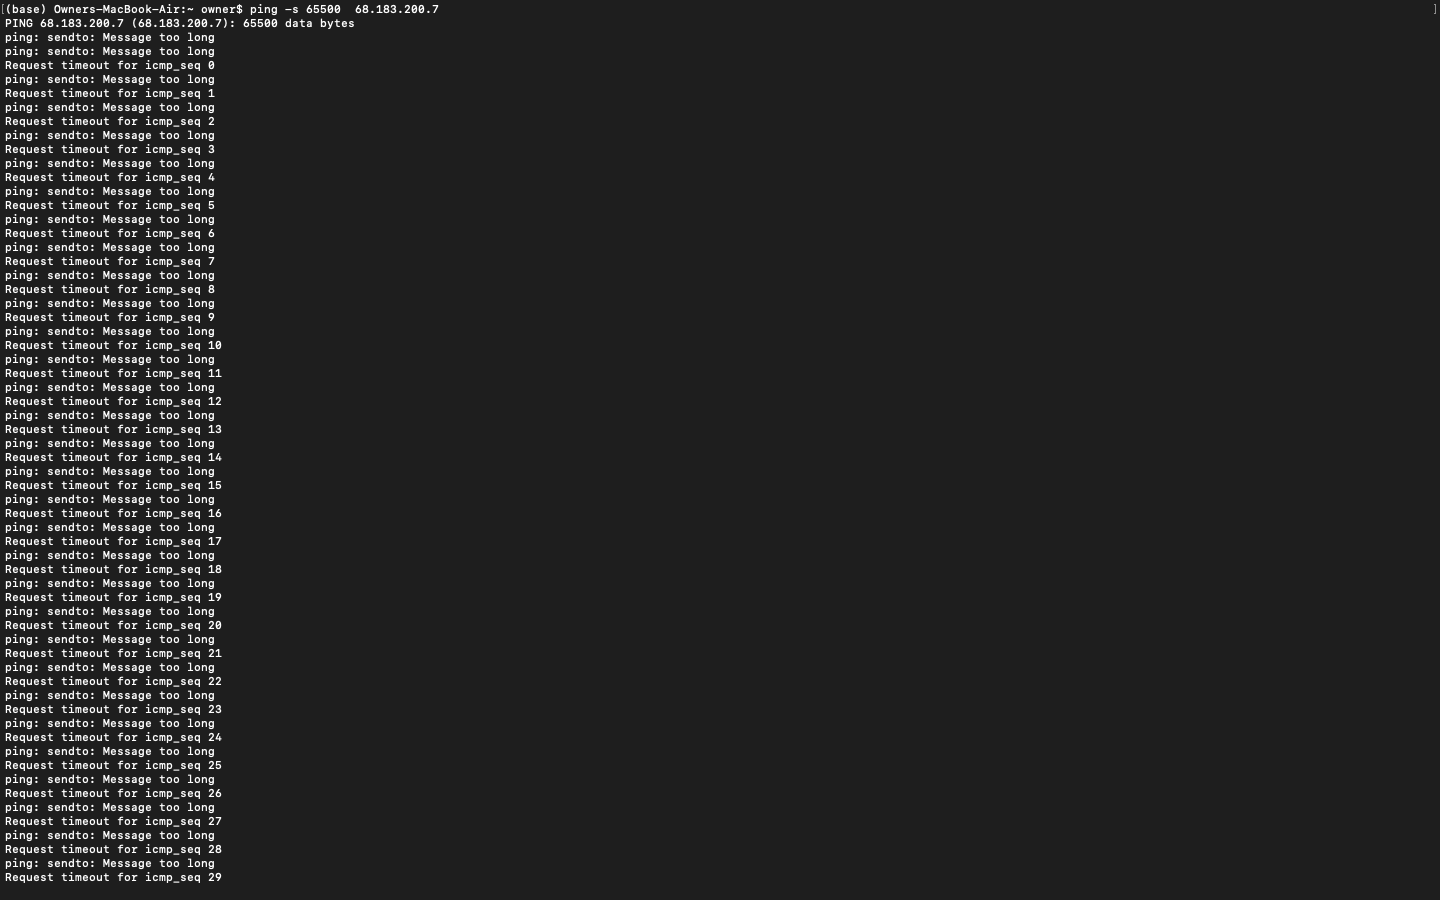 [(base) Owners-MacBook-Air:~ owner$ ping -s 65500  68.183.200.7 ]
PING 68.183.200.7 (68.183.200.7): 65500 data bytes
ping: sendto: Message too long
ping: sendto: Message too long
Request timeout for icmp_seq 0
ping: sendto: Message too long
Request timeout for icmp_seq 1
ping: sendto: Message too long
Request timeout for icmp_seq 2
ping: sendto: Message too long
Request timeout for icmp_seq 3
ping: sendto: Message too long
Request timeout for icmp_seq 4
ping: sendto: Message too long
Request timeout for icmp_seq 5
ping: sendto: Message too long
Request timeout for icmp_seq 6
ping: sendto: Message too long
Request timeout for icmp_seq 7
ping: sendto: Message too long
Request timeout for icmp_seq 8
ping: sendto: Message too long
Request timeout for icmp_seq 9
ping: sendto: Message too long
Request timeout for icmp_seq 10
ping: sendto: Message too long
Request timeout for icmp_seq 11
ping: sendto: Message too long
Request timeout for icmp_seq 12
ping: sendto: Message too long
Request timeout for icmp_seq 13
ping: sendto: Message too long
Request timeout for icmp_seq 14
ping: sendto: Message too long
Request timeout for icmp_seq 15
ping: sendto: Message too long
Request timeout for icmp_seq 16
ping: sendto: Message too long
Request timeout for icmp_seq 17
ping: sendto: Message too long
Request timeout for icmp_seq 18
ping: sendto: Message too long
Request timeout for icmp_seq 19
ping: sendto: Message too long
Request timeout for icmp_seq 20
ping: sendto: Message too long
Request timeout for icmp_seq 21
ping: sendto: Message too long
Request timeout for icmp_seq 22
ping: sendto: Message too long
Request timeout for icmp_seq 23
ping: sendto: Message too long
Request timeout for icmp_seq 24
ping: sendto: Message too long
Request timeout for icmp_seq 25
ping: sendto: Message too long
Request timeout for icmp_seq 26
ping: sendto: Message too long
Request timeout for icmp_seq 27
ping: sendto: Message too long
Request timeout for icmp_seq 28
ping: sendto: Message too long
Request timeout for icmp_seq 29